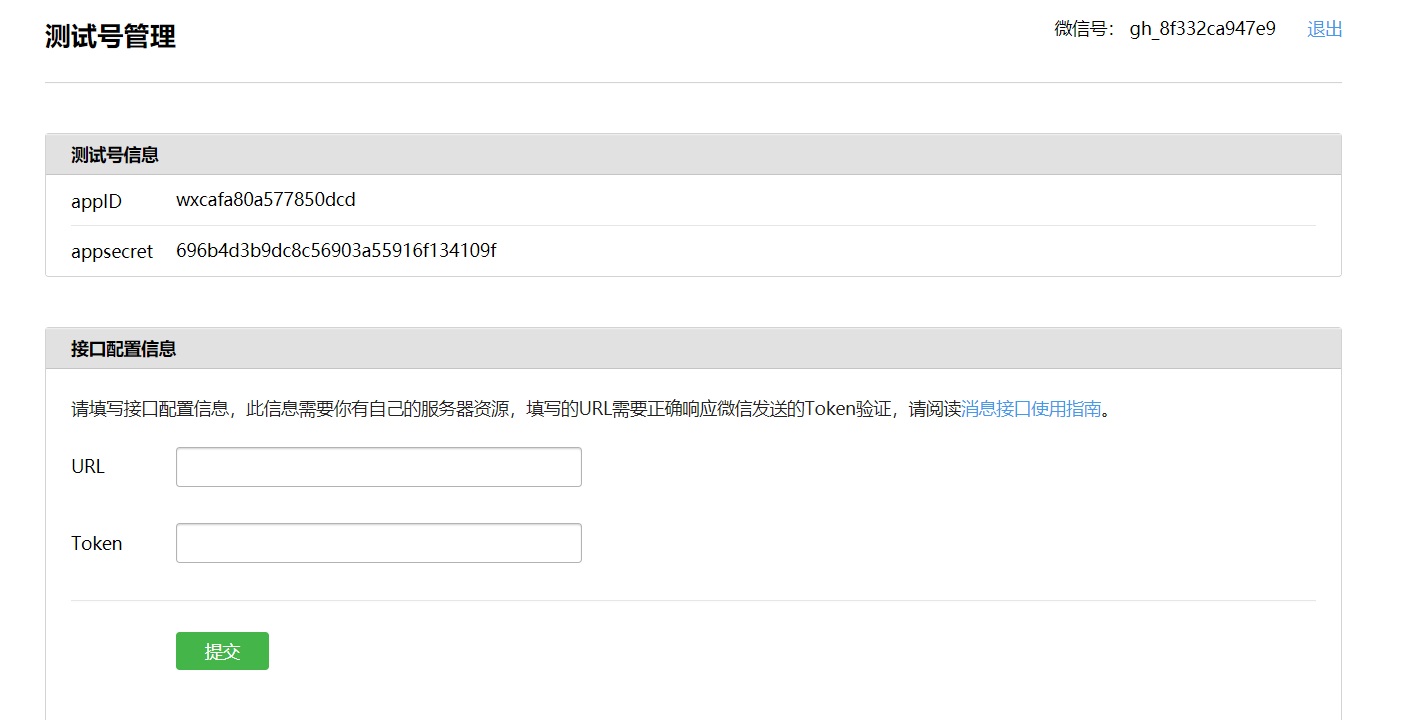 测试号管理
微信号： gh_8f332ca947e9 退出
测试号信息
appID wxcafa80a577850dcd
appsecret 696b4d3b9dc8c56903a55916f134109f
接口配置信息
请填写接口配置信息，此信息需要你有自己的服务器资源，填写的URL需要正确响应微信发送的Token验证，请阅读消息接口使用指南。
URL
Token
提交